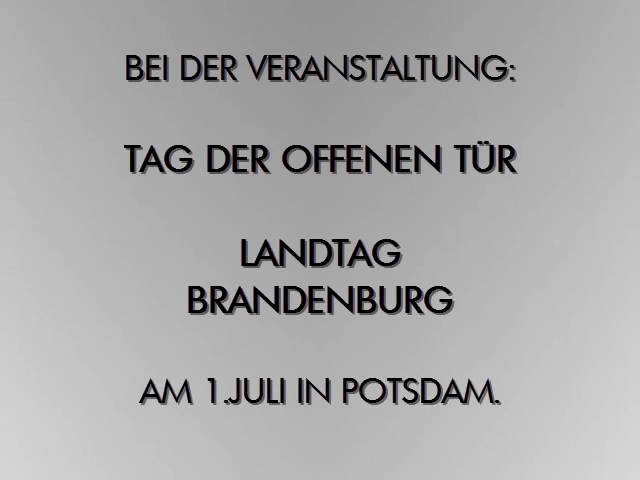 BEI DER VERANSTALTUNG:
TAG DER OFFENEN TÜR
LANDTAG
BRANDENBURG
AM 1.JULI IN POTSDAM.